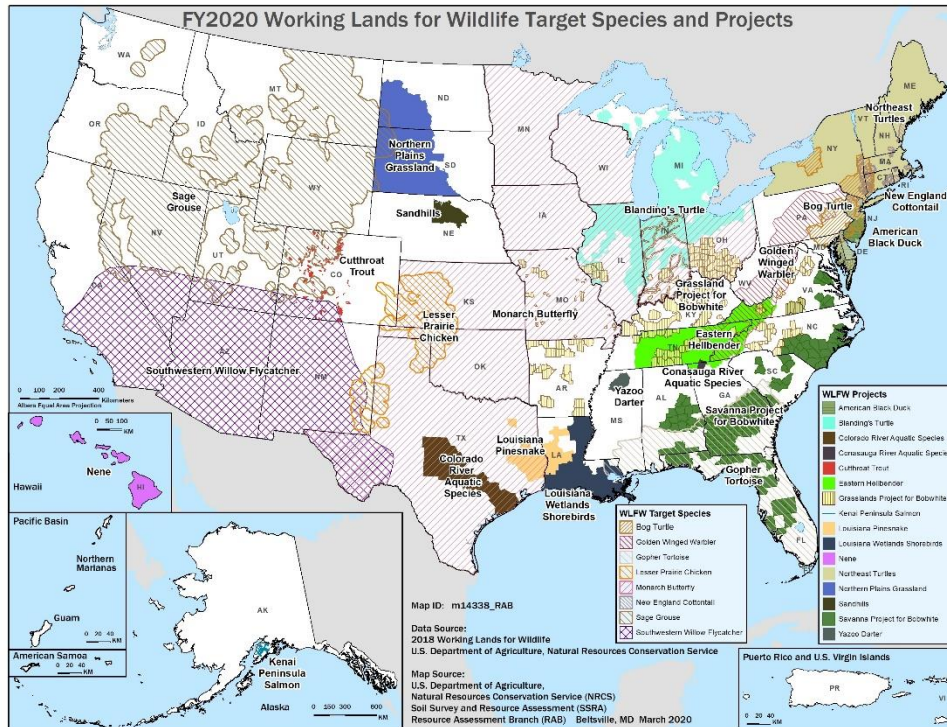 FY2020 Working Lands for Wildlife Target Species and Projects
WA
MT
ND
MN
ME
Northeast
Turtles
VT
NH
OR
ID
Northern
Plains
Grassland
SD
WI
MI
NY
MA
CT
RI
New England
Cottontail
WY
Sage
Grouse
Sandhills
NE
IA
Blanding's Turtle
PA
Bog Turtle
NJ
American
Black Duck
NV
UT
Cutthroat
Trout
CO
IL
IN
OH
MD
DE
Golden
Winged
Warbler
WV
VA
CA
Lesser
Prairie
Chicken
KS
MO
Monarch Butterfly
Grassland
Project for
Bobwhite
KY
Eastern
Hellbender
TN
NC
AZ
Southwestern Willow Flycatcher
NM
OK
AR
Conasauga River
Aquatic Species
SC
Yazoo
Darter
MS
AL
GA
Savanna Project
for Bobwhite
TX
Colorado
River
Aquatic
Species
Louisiana
Pinesnake
LA
Louisiana
Wetlands
Shorebirds
Gopher
Tortoise
FL
0 100 200 400
Kilometers
Albers Equal Area Projection
0 50 100
KM
Nene
Hawaii
HI
Pacific Basin
Northern
Marianas
Guam
0 20 40
KM
American Samoa
0 20 40
KM
AK
Kenai
Peninsula
Salmon
Alaska
0 150 300 600
KM
WLFW Target Species
Bog Turtle
Golden Winged Warbler
Gopher Tortoise
Lesser Prairie Chicken
Monarch Butterfly
New England Cottontail
Sage Grouse
Southwestern Willow Flycatcher
WLFW Projects
American Black Duck
Blanding's Turtle
Colorado River Aquatic Species
Conasauga River Aquatic Species
Cutthroat Trout
Eastern Hellbender
Grasslands Project for Bobwhite
Kenai Peninsula Salmon
Louisiana Pinesnake
Louisiana Wetlands Shorebirds
Nene
Northeast Turtles
Northern Plains Grassland
Sandhills
Savanna Project for Bobwhite
Yazoo Darter
Map ID: m14338_RAB
Data Source:
2018 Working Lands for Wildlife
U.S. Department of Agriculture, Natural Resources Conservation Service
Map Source:
U.S. Department of Agriculture,
Natural Resources Conservation Service (NRCS)
Soil Survey and Resource Assessment (SSRA)
Resource Assessment Branch (RAB) Beltsville, MD March 2020
Puerto Rico and U.S. Virgin Islands
PR
VI
0 20 40
KM